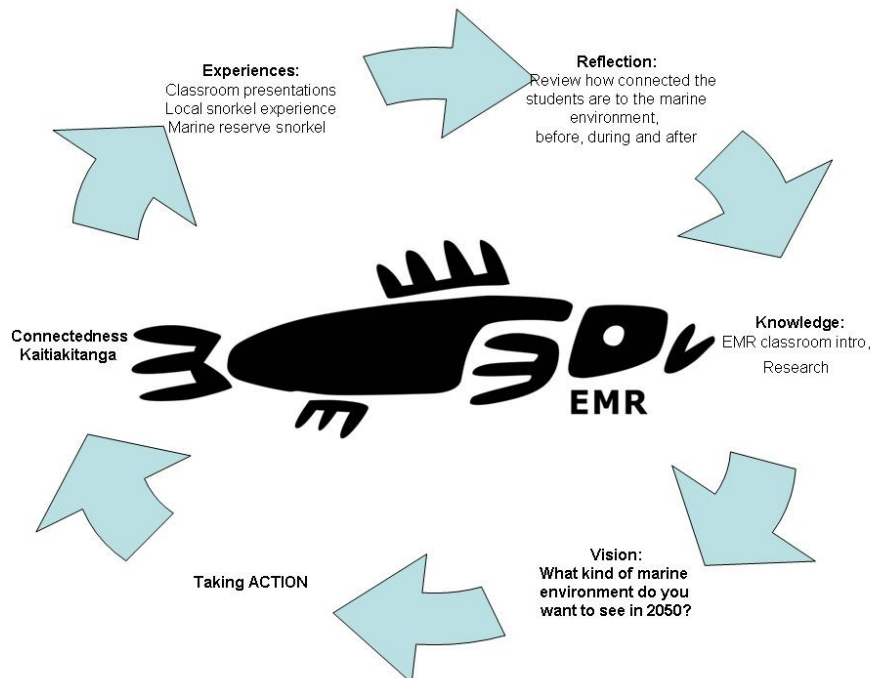 Experiences:
Classroom presentations
Local snorkel experience
Marine reserve snorkel
Reflection:
Review how connected the
students are to the marine
environment,
before, during and after
Knowledge:
EMR classroom intro,
Research
Vision:
What kind of marine
environment do you
want to see in 2050?
Taking ACTION
Connectedness
Kaitiakitanga
EMR